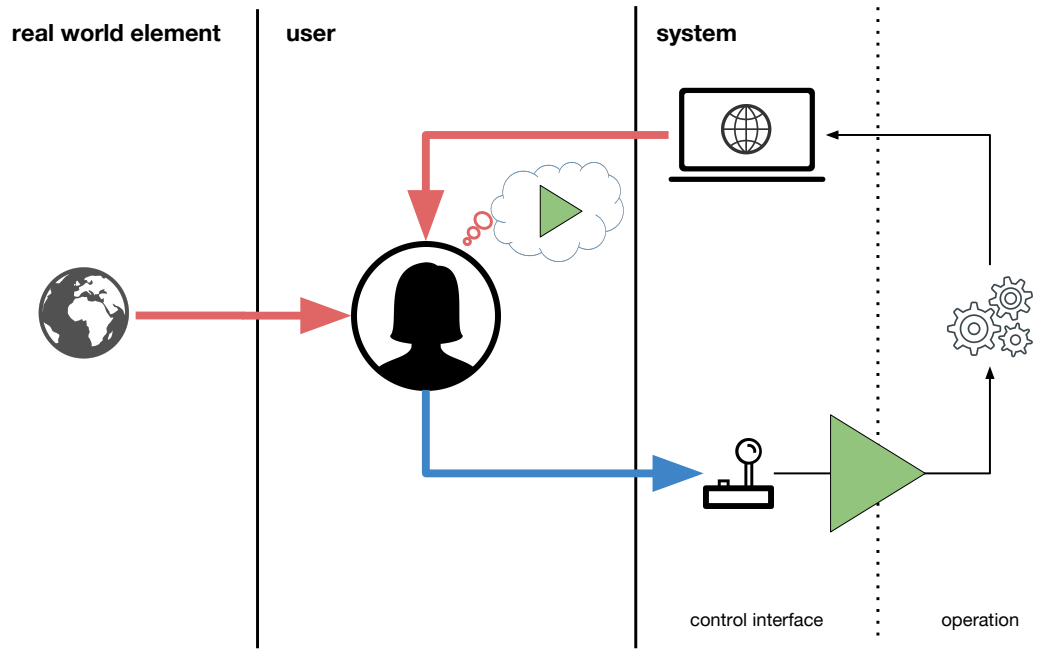 real world element
user
system
control interface
operation